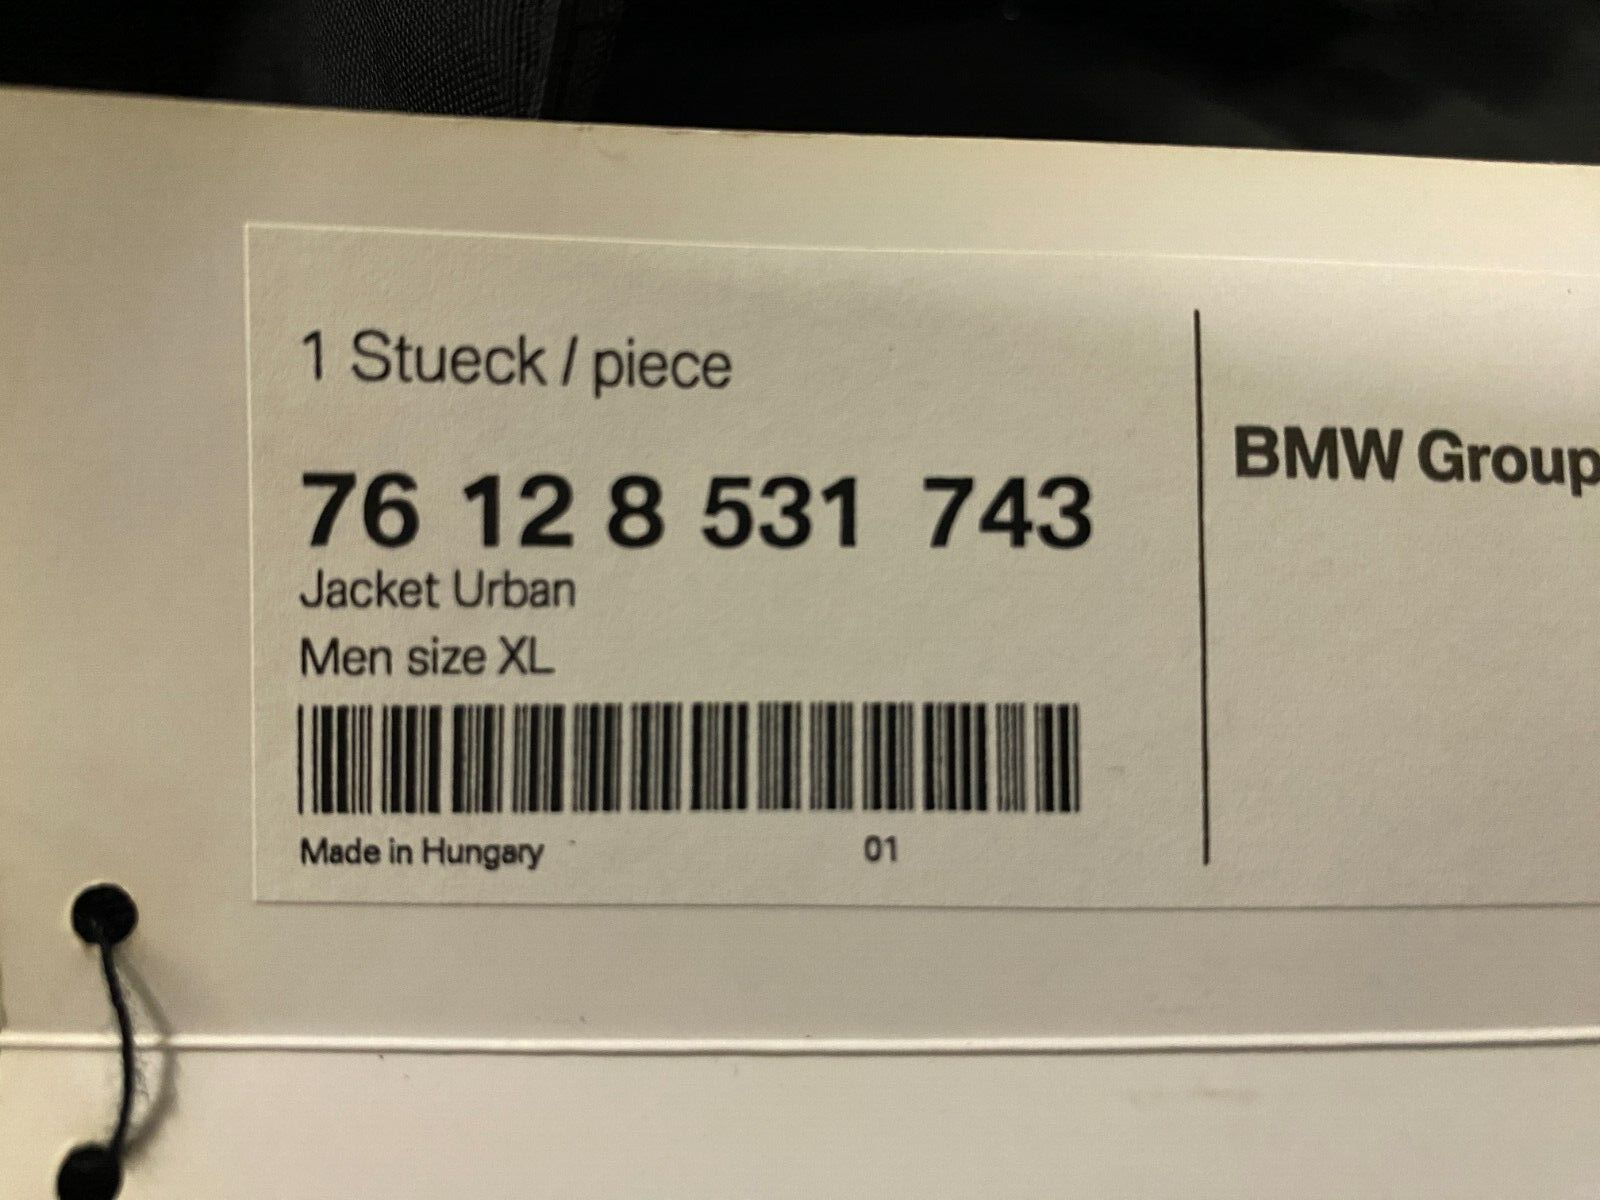 1 Stueck / piece
76 12 8 531 743
Jacket Urban
Men size XL
Made in Hungary 01
BMW Group